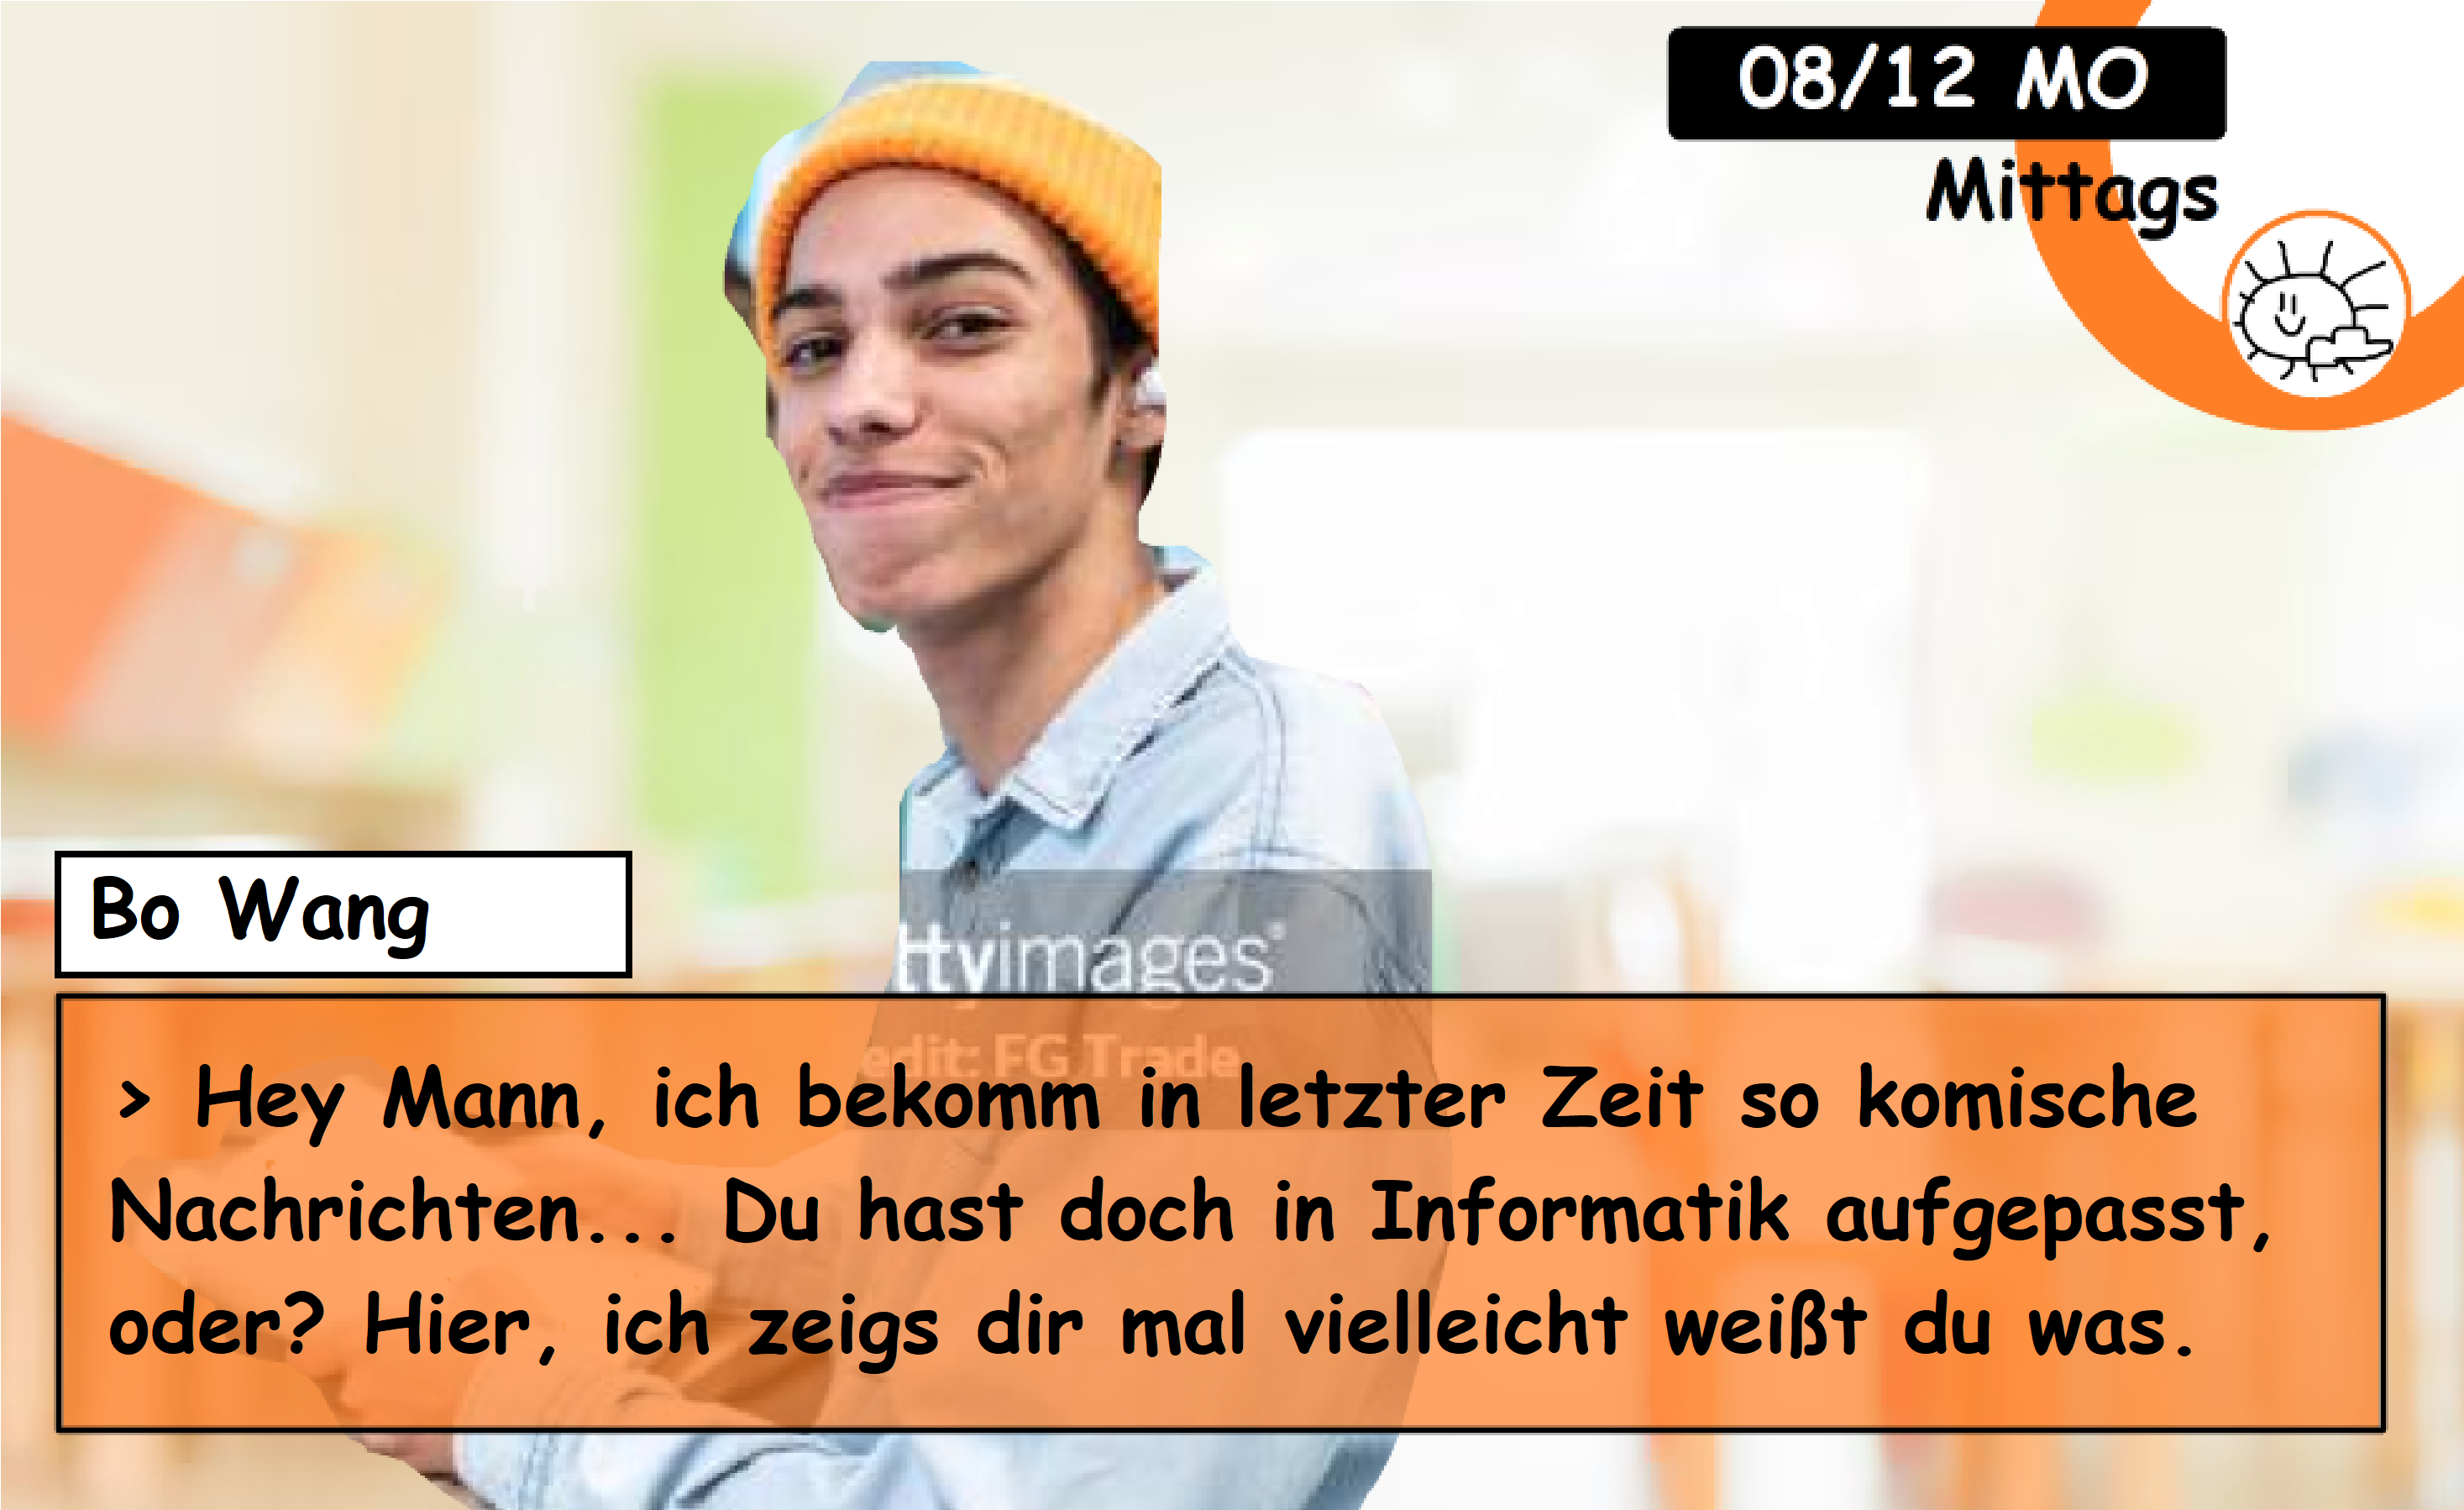 08/12 MO
Mittags
Bo Wang
ttyimages®
edit: FG Trade
> Hey Mann, ich bekomm in letzter Zeit so komische
Nachrichten... Du hast doch in Informatik aufgepasst,
oder? Hier, ich zeigs dir mal vielleicht weißt du was.